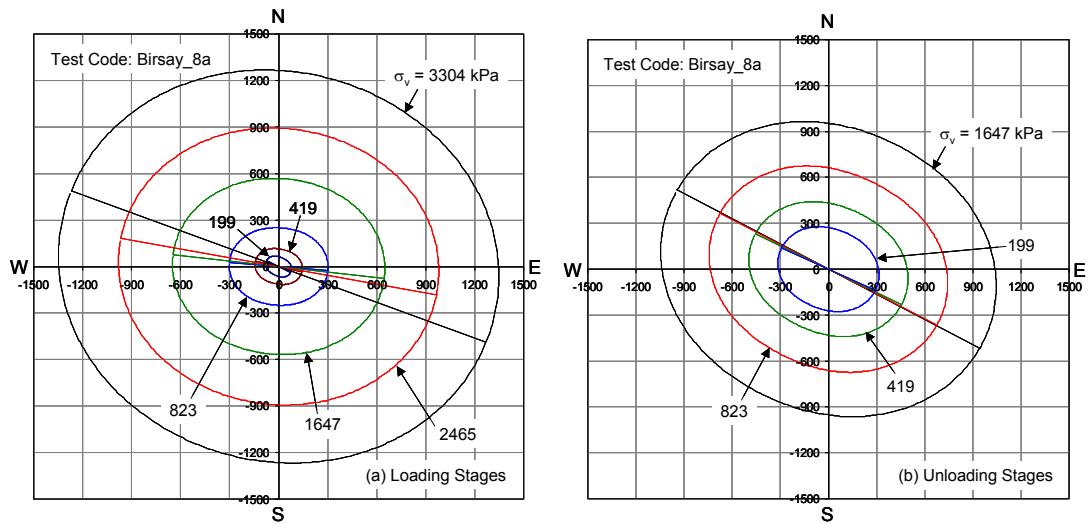 N
1500
Test Code: Birsay_8a
σv = 3304 kPa
1200
900
600
199
419
300
W
0
E
-1500 -1200 -900 -600 -300 0 300 600 900 1200 1500
-300
-600
823
1647
2465
-900
-1200
(a) Loading Stages
-1500
S
N
1500
Test Code: Birsay_8a
1200
900
σv = 1647 kPa
600
300
199
W
0
E
-1500 -1200 -900 -600 -300 0 300 600 900 1200 1500
-300
-600
419
823
-900
-1200
(b) Unloading Stages
-1500
S